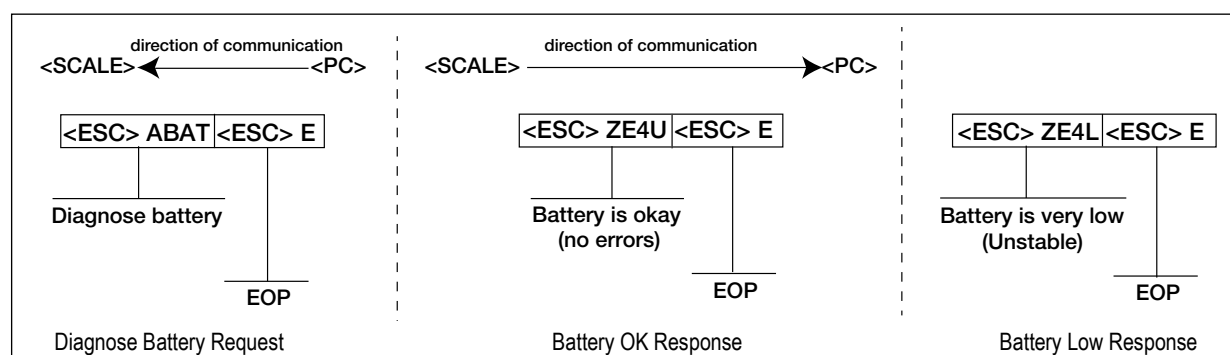 direction of communication
<SCALE> <PC>
<ESC> ABAT <ESC> E
Diagnose battery
EOP
Diagnose Battery Request
direction of communication
<SCALE> <PC>
<ESC> ZE4U <ESC> E
Battery is okay
(no errors)
EOP
Battery OK Response
<ESC> ZE4L <ESC> E
Battery is very low
(Unstable)
EOP
Battery Low Response